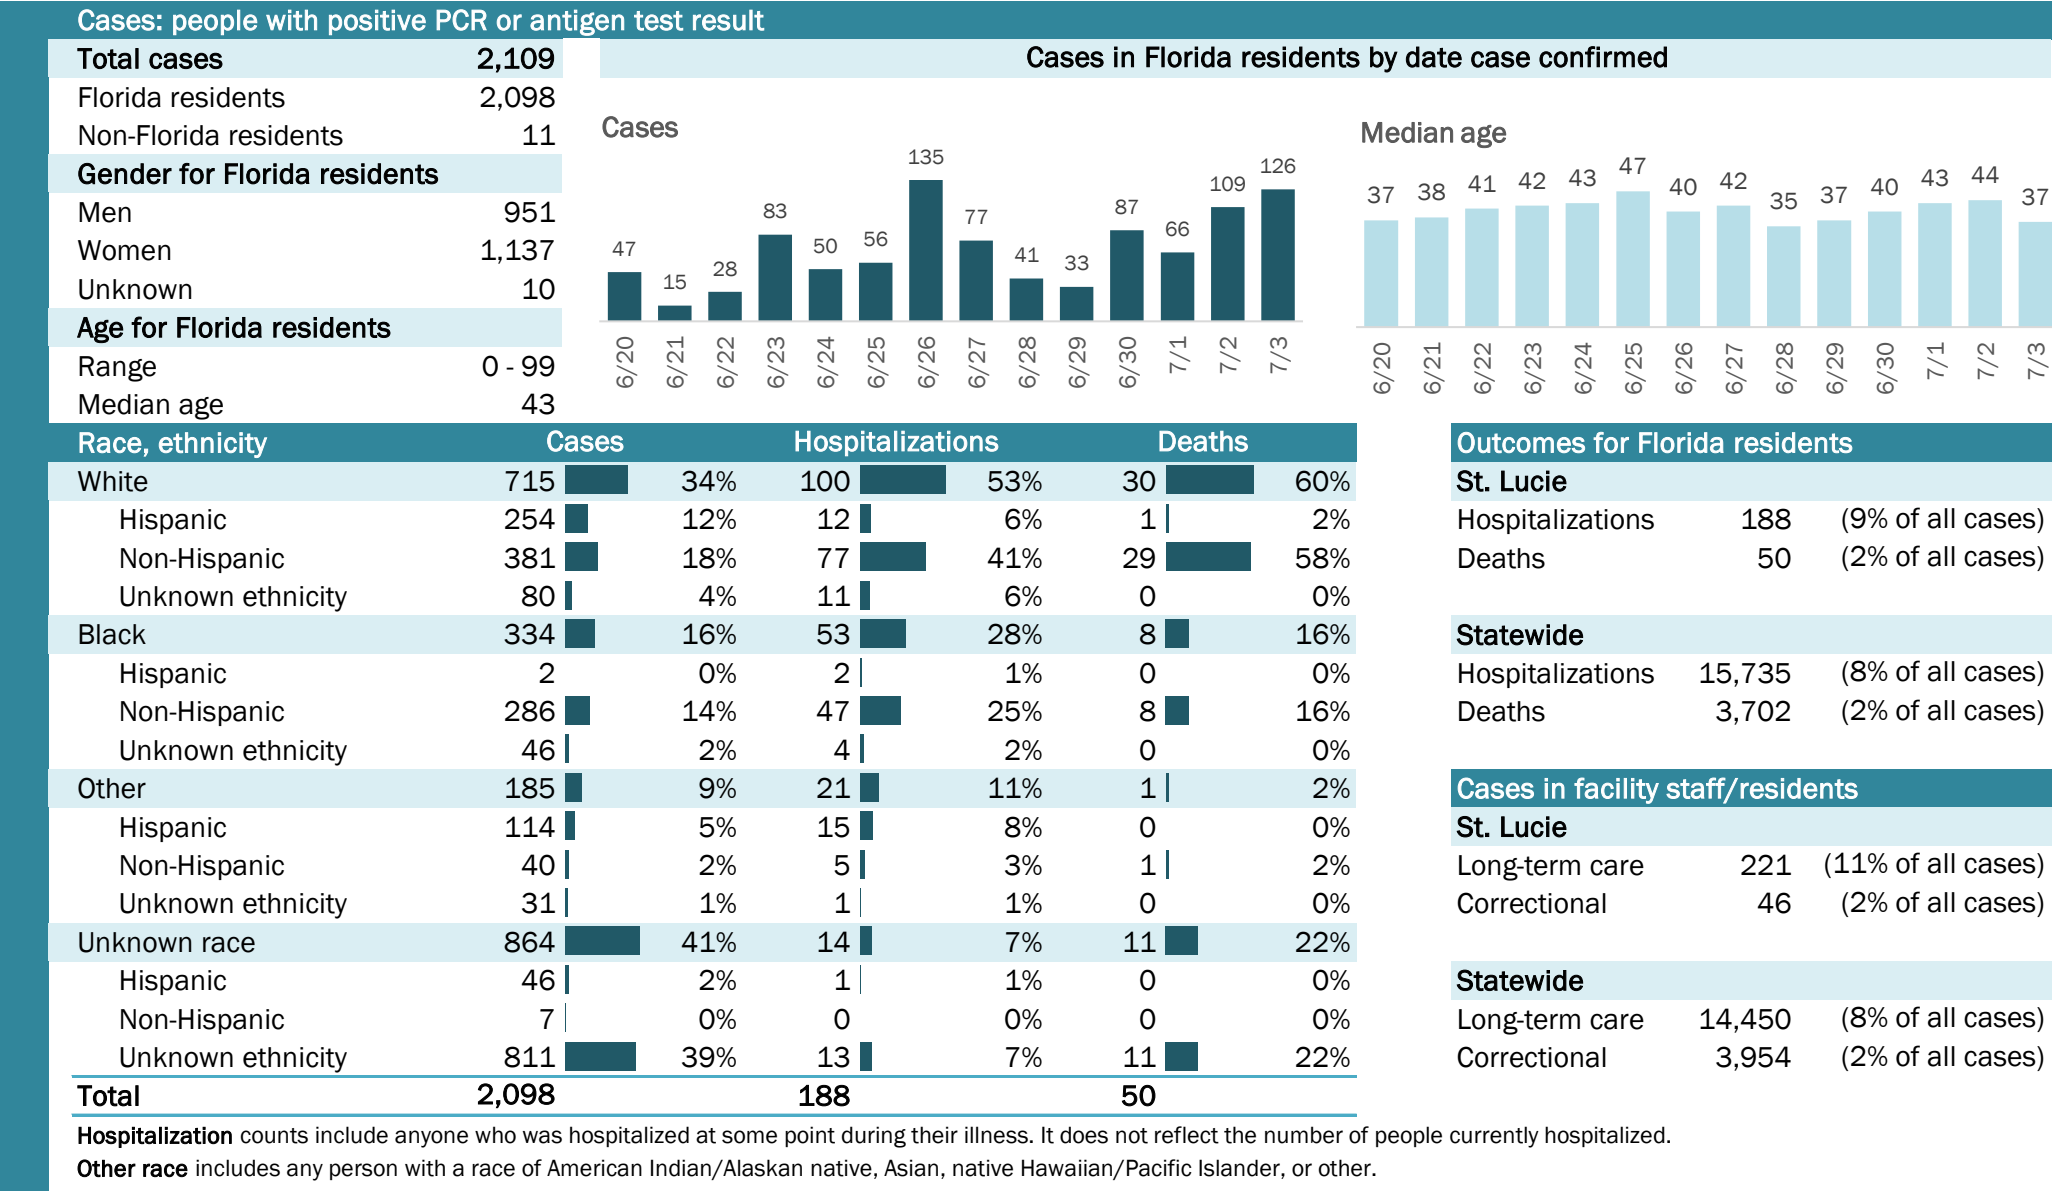 Cases: people with positive PCR or antigen test result
Total cases 2,109
Florida residents 2,098
Non-Florida residents 11
Gender for Florida residents
Men 951
Women 1,137
Unknown 10
Age for Florida residents
Range 0 - 99
Median age 43
Cases in Florida residents by date case confirmed
Cases
47 15 28 83 50 56 135 77 41 33 87 66 109 126
6/20 6/21 6/22 6/23 6/24 6/25 6/26 6/27 6/28 6/29 6/30 7/1 7/2 7/3
Median age
37 38 41 42 43 47 40 42 35 37 40 43 44 37
6/20 6/21 6/22 6/23 6/24 6/25 6/26 6/27 6/28 6/29 6/30 7/1 7/2 7/3
Race, ethnicity Cases Hospitalizations Deaths
White 715 34% 100 53% 30 60%
Hispanic 254 12% 12 6% 1 2%
Non-Hispanic 381 18% 77 41% 29 58%
Unknown ethnicity 80 4% 11 6% 0 0%
Black 334 16% 53 28% 8 16%
Hispanic 2 0% 2 1% 0 0%
Non-Hispanic 286 14% 47 25% 8 16%
Unknown ethnicity 46 2% 4 2% 0 0%
Other 185 9% 21 11% 1 2%
Hispanic 114 5% 15 8% 0 0%
Non-Hispanic 40 2% 5 3% 1 2%
Unknown ethnicity 31 1% 1 1% 0 0%
Unknown race 864 41% 14 7% 11 22%
Hispanic 46 2% 1 1% 0 0%
Non-Hispanic 7 0% 0 0% 0 0%
Unknown ethnicity 811 39% 13 7% 11 22%
Total 2,098 188 50
Outcomes for Florida residents
St. Lucie
Hospitalizations 188 (9% of all cases)
Deaths 50 (2% of all cases)
Statewide
Hospitalizations 15,735 (8% of all cases)
Deaths 3,702 (2% of all cases)
Cases in facility staff/residents
St. Lucie
Long-term care 221 (11% of all cases)
Correctional 46 (2% of all cases)
Statewide
Long-term care 14,450 (8% of all cases)
Correctional 3,954 (2% of all cases)
Hospitalization counts include anyone who was hospitalized at some point during their illness. It does not reflect the number of people currently hospitalized.
Other race includes any person with a race of American Indian/Alaskan native, Asian, native Hawaiian/Pacific Islander, or other.